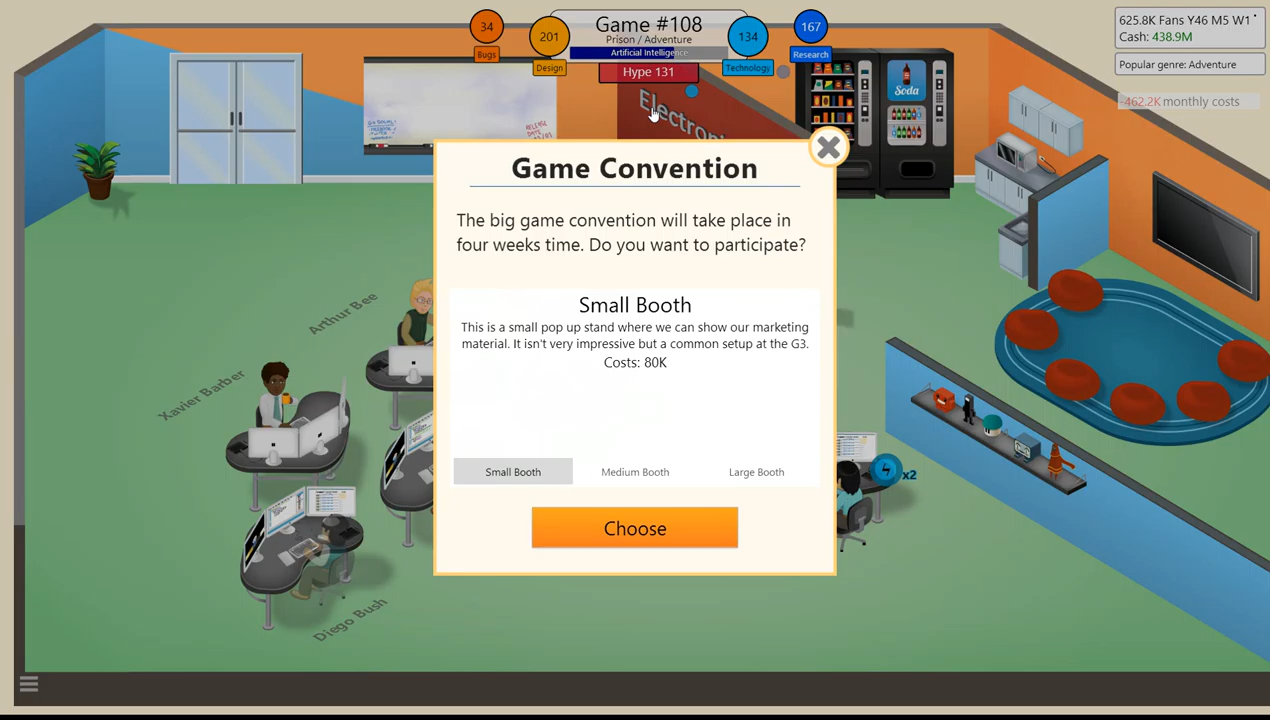 34
Bugs
201
Design
Game #108
Prison / Adventure
Artificial Intelligence
Hype 131
134
Technology
167
Research
625.8K Fans Y46 M5 W1
Cash: 438.9M
Popular genre: Adventure
-462.2K monthly costs
Soda
RELEASE
Game Convention
The big game convention will take place in
four weeks time. Do you want to participate?
Small Booth
This is a small pop up stand where we can show our marketing
material. It isn't very impressive but a common setup at the G3.
Costs: 80K
Small Booth
Medium Booth
Large Booth
Choose
Arthur Bee
Xavier Barber
Diego Bush
x2